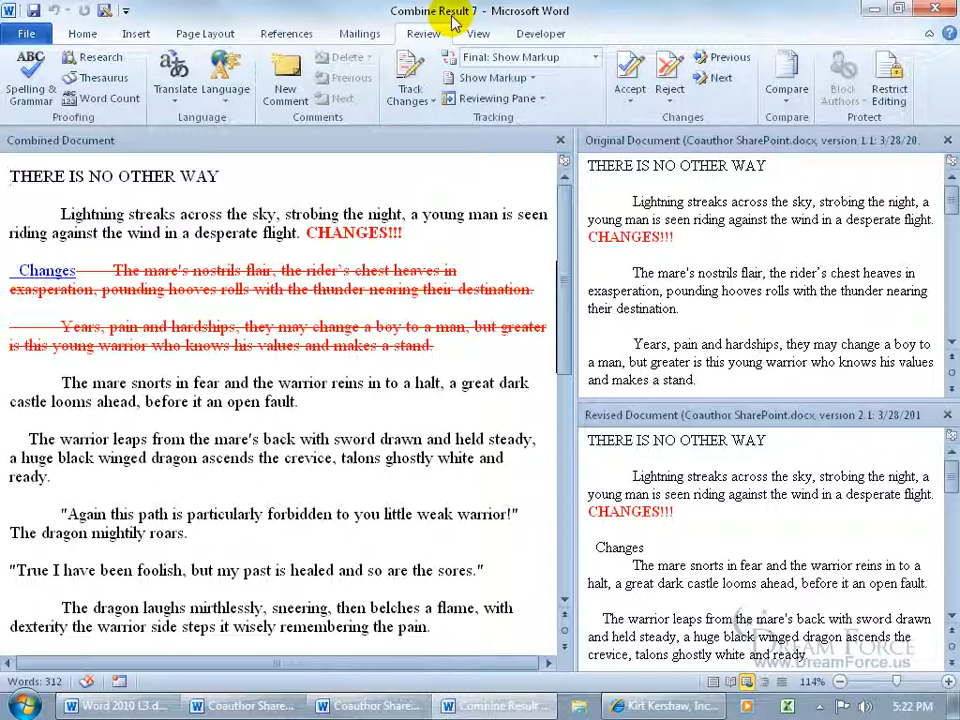 Combine Result 7 - Microsoft Word
File Home Insert Page Layout References Mailings Review View Developer
ABC
Spelling & Grammar
Research
Thesaurus
Word Count
Proofing
Translate
Language
Language
New Comment
Delete
Previous
Next
Comments
Track Changes
Final: Show Markup
Show Markup
Reviewing Pane
Tracking
Accept
Reject
Previous
Next
Changes
Compare
Compare
Block Authors
Restrict Editing
Protect
Combined Document
THERE IS NO OTHER WAY
Lightning streaks across the sky, strobing the night, a young man is seen
riding against the wind in a desperate flight. CHANGES!!!
Changes The mare's nostrils flair, the rider's chest heaves in
exasperation, pounding hooves rolls with the thunder nearing their destination.
Years, pain and hardships, they may change a boy to a man, but greater
is this young warrior who knows his values and makes a stand.
The mare snorts in fear and the warrior reins in to a halt, a great dark
castle looms ahead, before it an open fault.
The warrior leaps from the mare's back with sword drawn and held steady,
a huge black winged dragon ascends the crevice, talons ghostly white and
ready.
"Again this path is particularly forbidden to you little weak warrior!"
The dragon mightily roars.
"True I have been foolish, but my past is healed and so are the sores."
The dragon laughs mirthlessly, sneering, then belches a flame, with
dexterity the warrior side steps it wisely remembering the pain.
Original Document (Coauthor SharePoint.docx, version 1.1: 3/28/20
THERE IS NO OTHER WAY
Lightning streaks across the sky, strobing the night, a
young man is seen riding against the wind in a desperate flight.
CHANGES!!!
The mare's nostrils flair, the rider's chest heaves in
exasperation, pounding hooves rolls with the thunder nearing
their destination.
Years, pain and hardships, they may change a boy to
a man, but greater is this young warrior who knows his values
and makes a stand.
Revised Document (Coauthor SharePoint.docx, version 2.1: 3/28/201
THERE IS NO OTHER WAY
Lightning streaks across the sky, strobing the night, a
young man is seen riding against the wind in a desperate flight.
CHANGES!!!
Changes
The mare snorts in fear and the warrior reins in to a
halt, a great dark castle looms ahead, before it an open fault.
The warrior leaps from the mare's back with sword drawn
and held steady, a huge black winged dragon ascends the
crevice, talons ghostly white and ready.
DREAM FORCE
www.DreamForce.us
Words: 312
114%
Word 2010 L3.d...
Coauthor Share...
Coauthor Share...
Combine Result ...
Kirt Kershaw, Inc...
5:22 PM